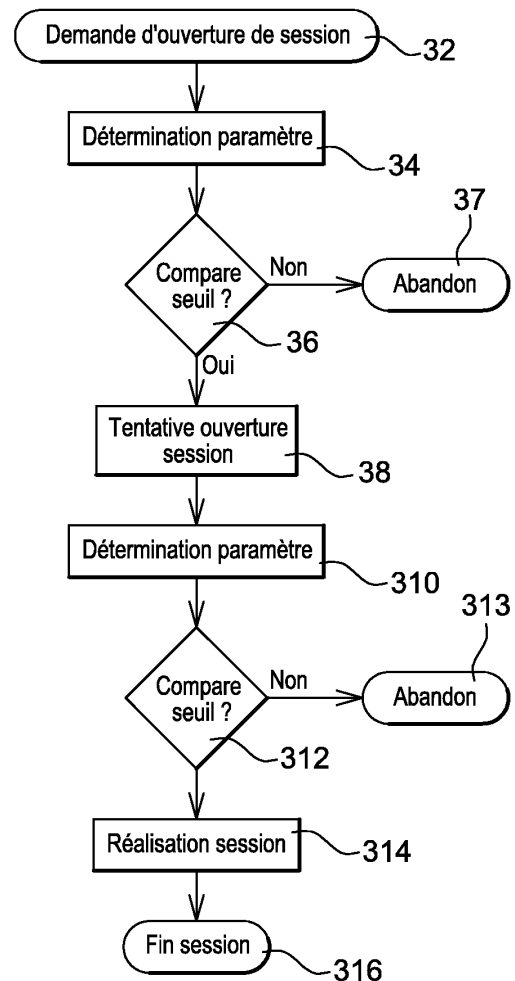 Demande d'ouverture de session
32
Détermination paramètre
34
37
Compare
seuil ?
Non
Abandon
36
Oui
Tentative ouverture
session
38
Détermination paramètre
310
313
Compare
seuil ?
Non
Abandon
312
Réalisation session
314
Fin session
316